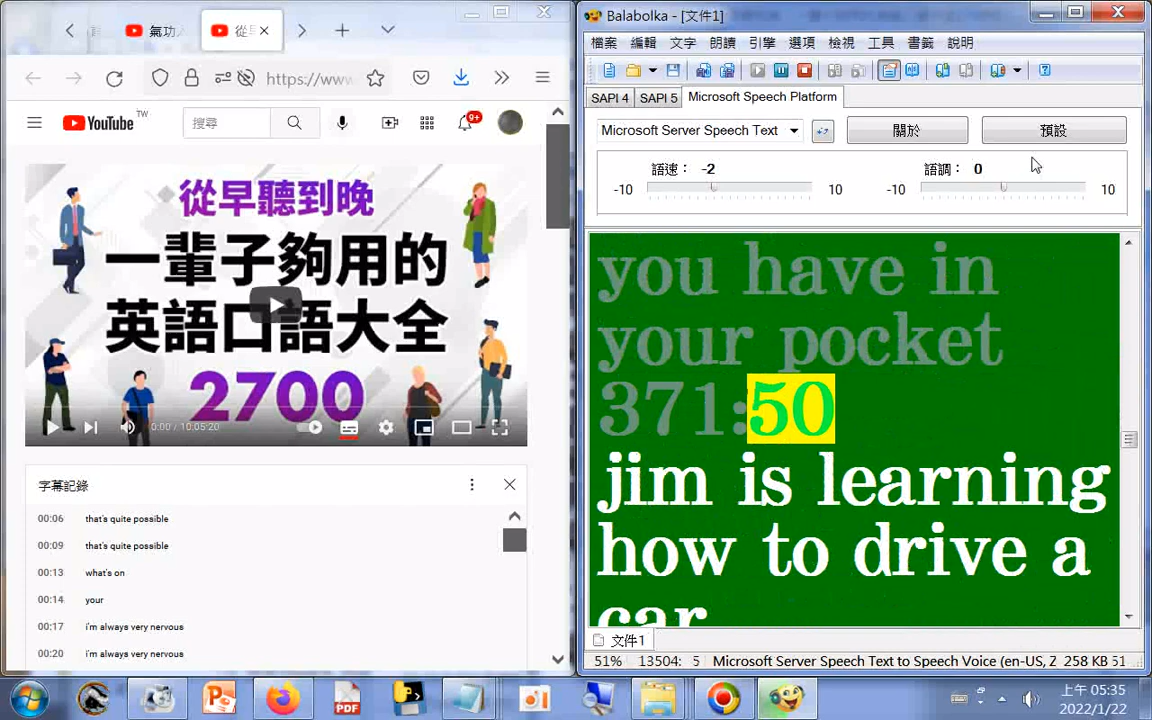 氣功
從
https://www
YouTube TW
搜尋
9+
從早聽到晚
一輩子夠用的
英語口語大全
2700
0:00 / 10:05:20
字幕記錄
00:06 that's quite possible
00:09 that's quite possible
00:13 what's on
00:14 your
00:17 i'm always very nervous
00:20 i'm always very nervous
Balabolka - [文件1]
檔案 編輯 文字 朗讀 引擎 選項 檢視 工具 書籤 說明
SAPI 4 SAPI 5 Microsoft Speech Platform
Microsoft Server Speech Text 關於 預設
語速： -2 語調： 0
-10 10 -10 10
you have in
your pocket
371:50
jim is learning
how to drive a
car
文件1
51% 13504: 5 Microsoft Server Speech Text to Speech Voice (en-US, Z 258 KB 51
PDF
上午 05:35
2022/1/22